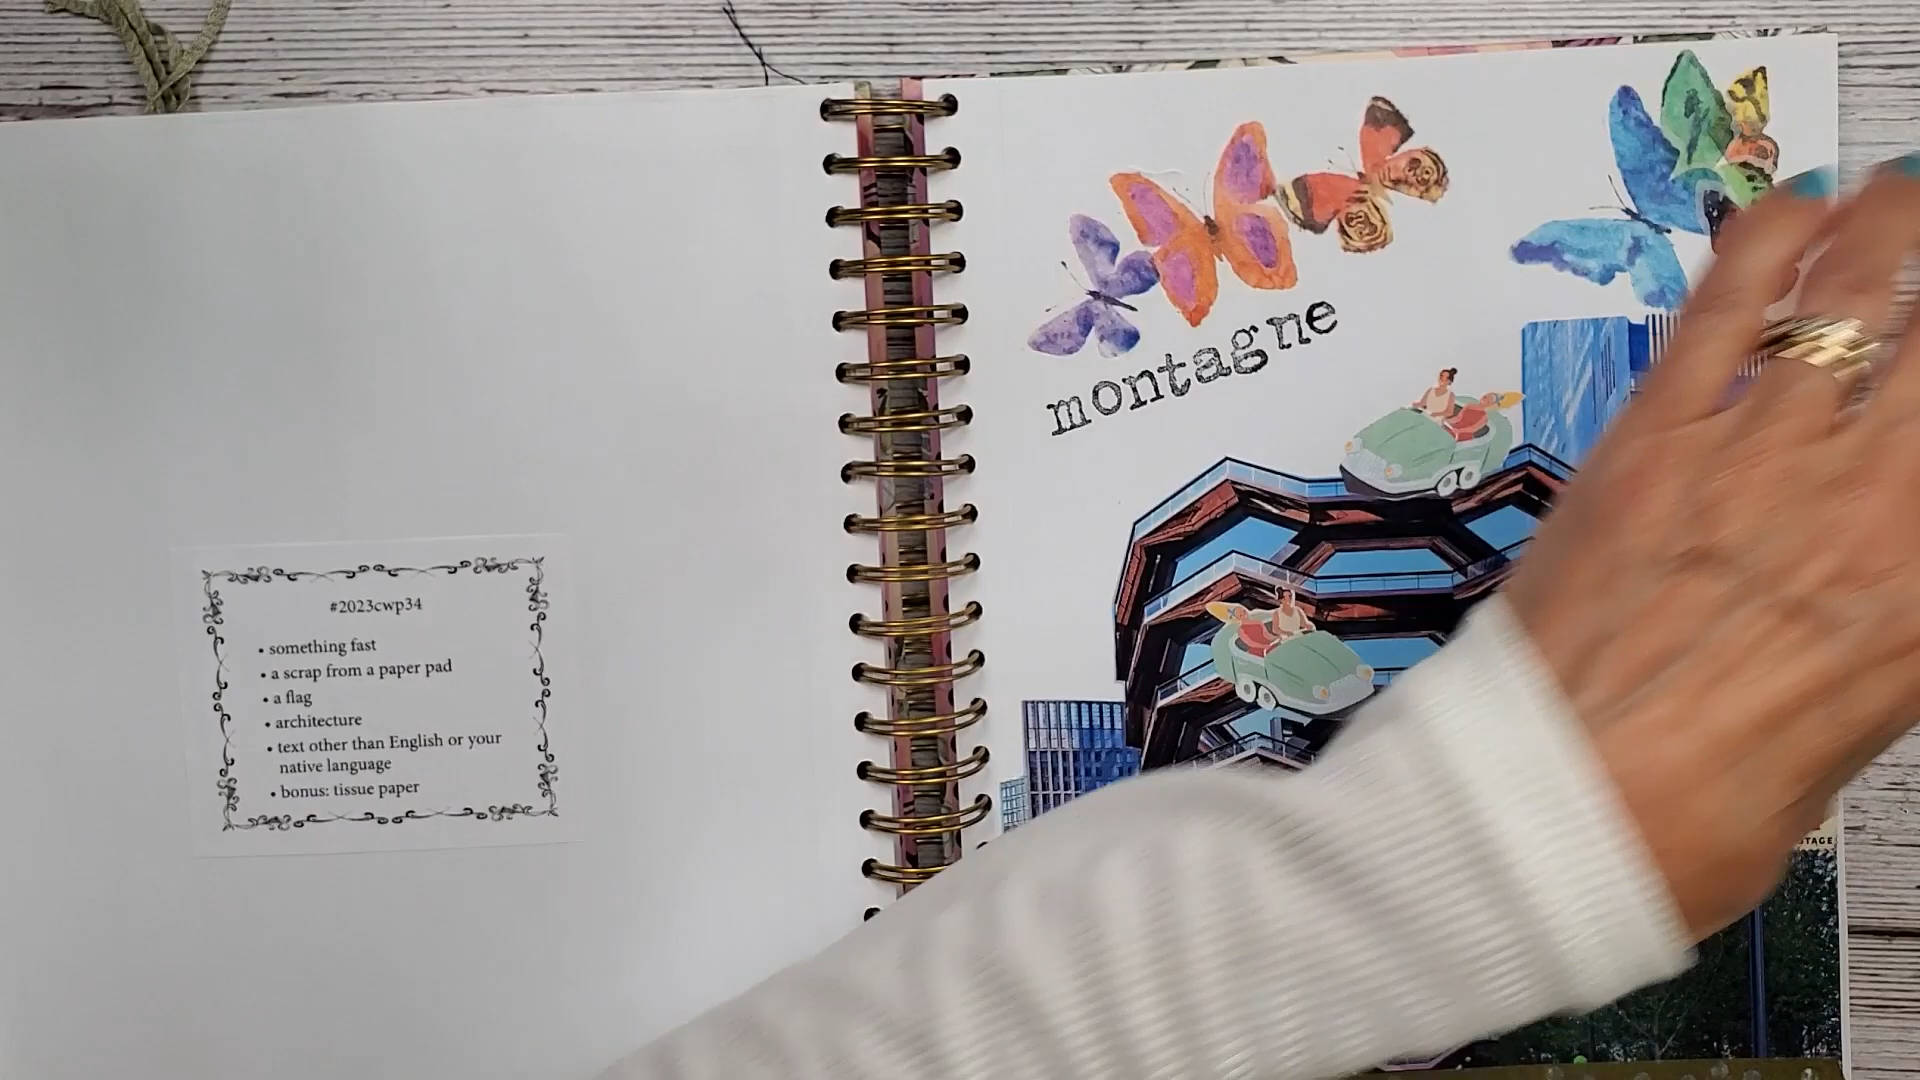 #2023cwp34
• something fast
• a scrap from a paper pad
• a flag
• architecture
• text other than English or your
native language
• bonus: tissue paper
montagne